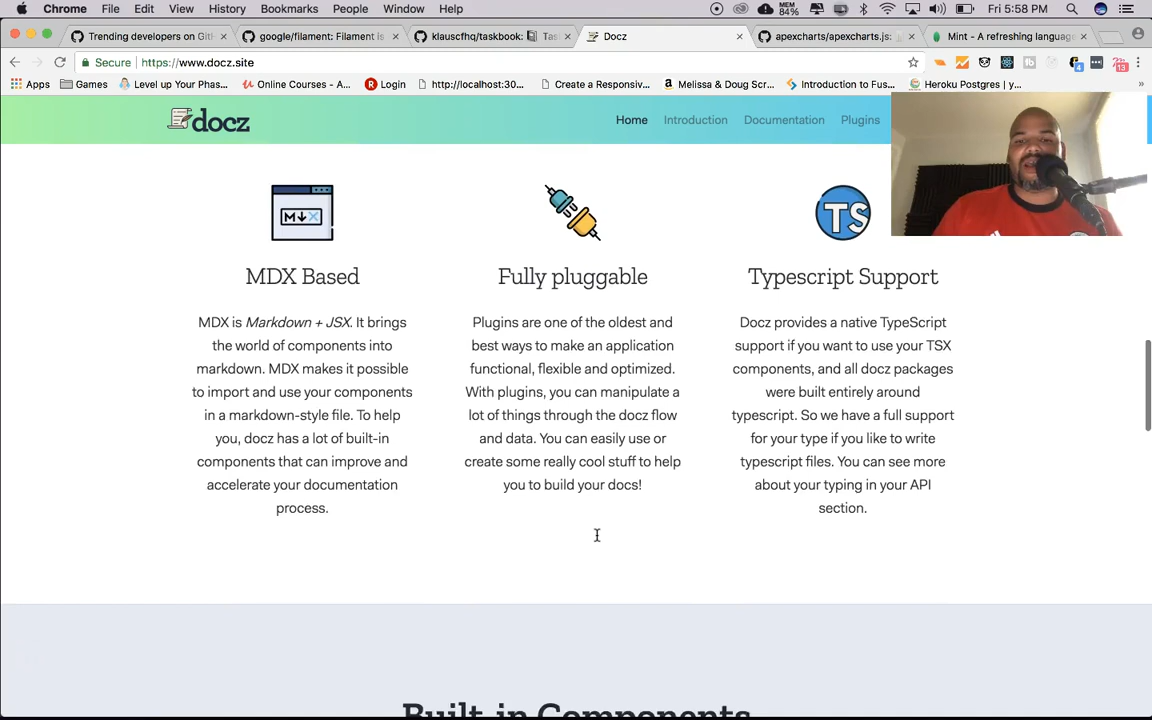 Chrome File Edit View History Bookmarks People Window Help MEM 84% Fri 5:58 PM
Trending developers on Git google/filament: Filament is klauscfhq/taskbook: Tas Docz apexcharts/apexcharts.js: Mint - A refreshing language
Secure https://www.docz.site 4 13
Apps Games Level up Your Phas... Online Courses - A... Login http://localhost:30... Create a Responsiv... Melissa & Doug Scr... Introduction to Fus... Heroku Postgres | y... »
docz Home Introduction Documentation Plugins
M↓X TS
MDX Based Fully pluggable Typescript Support
MDX is Markdown + JSX. It brings
the world of components into
markdown. MDX makes it possible
to import and use your components
in a markdown-style file. To help
you, docz has a lot of built-in
components that can improve and
accelerate your documentation
process.
Plugins are one of the oldest and
best ways to make an application
functional, flexible and optimized.
With plugins, you can manipulate a
lot of things through the docz flow
and data. You can easily use or
create some really cool stuff to help
you to build your docs!
Docz provides a native TypeScript
support if you want to use your TSX
components, and all docz packages
were built entirely around
typescript. So we have a full support
for your type if you like to write
typescript files. You can see more
about your typing in your API
section.
Built-in Components